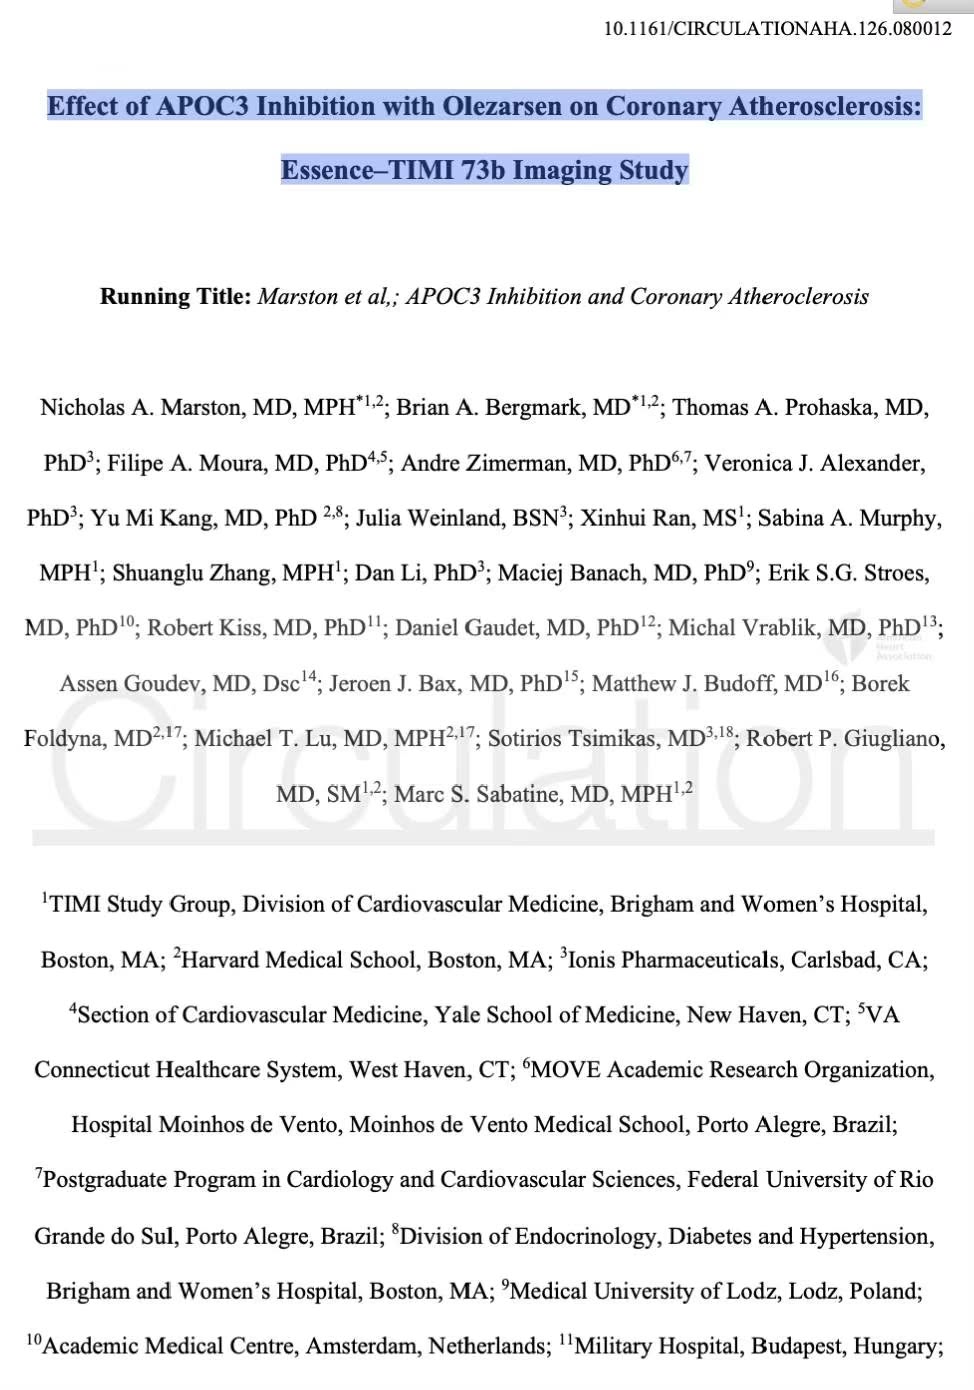 10.1161/CIRCULATIONAHA.126.080012
Effect of APOC3 Inhibition with Olezarsen on Coronary Atherosclerosis:
Essence–TIMI 73b Imaging Study
Running Title: Marston et al,; APOC3 Inhibition and Coronary Atheroclerosis
Nicholas A. Marston, MD, MPH*1,2; Brian A. Bergmark, MD*1,2; Thomas A. Prohaska, MD,
PhD3; Filipe A. Moura, MD, PhD4,5; Andre Zimerman, MD, PhD6,7; Veronica J. Alexander,
PhD3; Yu Mi Kang, MD, PhD 2,8; Julia Weinland, BSN3; Xinhui Ran, MS1; Sabina A. Murphy,
MPH1; Shuanglu Zhang, MPH1; Dan Li, PhD3; Maciej Banach, MD, PhD9; Erik S.G. Stroes,
MD, PhD10; Robert Kiss, MD, PhD11; Daniel Gaudet, MD, PhD12; Michal Vrablik, MD, PhD13;
Heart
Association
Assen Goudev, MD, Dsc14; Jeroen J. Bax, MD, PhD15; Matthew J. Budoff, MD16; Borek
Foldyna, MD2,17; Michael T. Lu, MD, MPH2,17; Sotirios Tsimikas, MD3,18; Robert P. Giugliano,
Circulation
MD, SM1,2; Marc S. Sabatine, MD, MPH1,2
1TIMI Study Group, Division of Cardiovascular Medicine, Brigham and Women's Hospital,
Boston, MA; 2Harvard Medical School, Boston, MA; 3Ionis Pharmaceuticals, Carlsbad, CA;
4Section of Cardiovascular Medicine, Yale School of Medicine, New Haven, CT; 5VA
Connecticut Healthcare System, West Haven, CT; 6MOVE Academic Research Organization,
Hospital Moinhos de Vento, Moinhos de Vento Medical School, Porto Alegre, Brazil;
7Postgraduate Program in Cardiology and Cardiovascular Sciences, Federal University of Rio
Grande do Sul, Porto Alegre, Brazil; 8Division of Endocrinology, Diabetes and Hypertension,
Brigham and Women's Hospital, Boston, MA; 9Medical University of Lodz, Lodz, Poland;
10Academic Medical Centre, Amsterdam, Netherlands; 11Military Hospital, Budapest, Hungary;